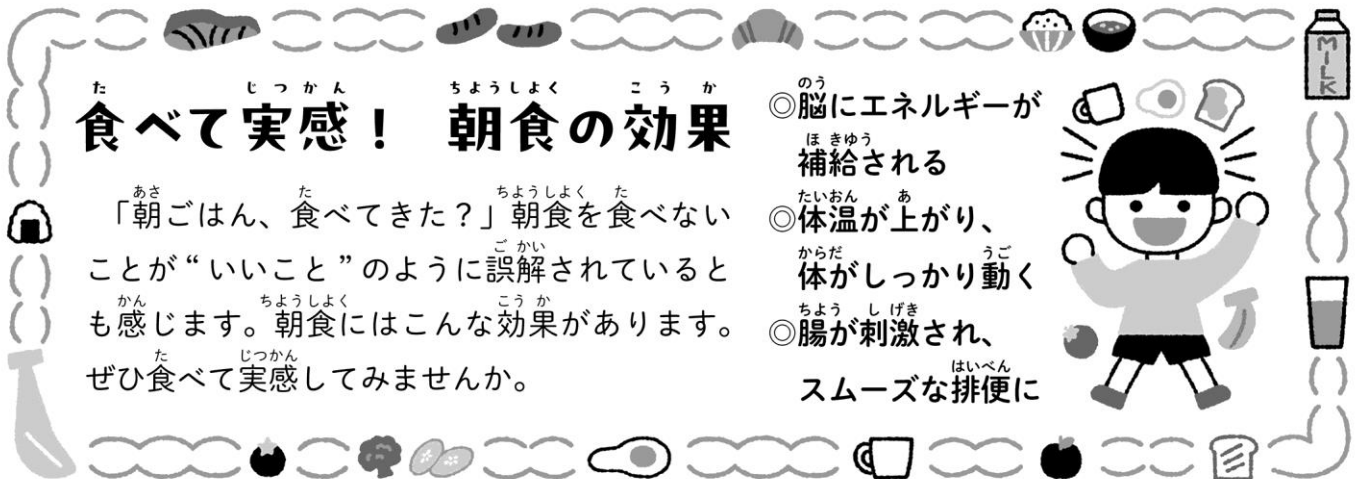 食べて実感！　朝食の効果
「朝ごはん、食べてきた？」朝食を食べない
ことが“いいこと”のように誤解されていると
も感じます。朝食にはこんな効果があります。
ぜひ食べて実感してみませんか。
◎脳にエネルギーが
補給される
◎体温が上がり、
体がしっかり動く
◎腸が刺激され、
スムーズな排便に
MILK